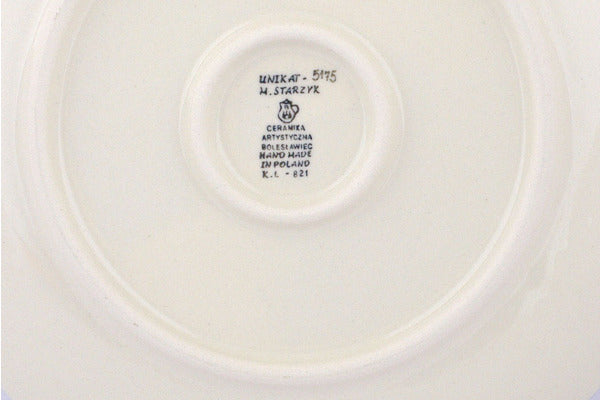 UNIKAT - 5175
M. STARZYK
CERAMIKA
ARTYSTYCZNA
BOLESŁAWIEC
HAND MADE
IN POLAND
K.L. - 821